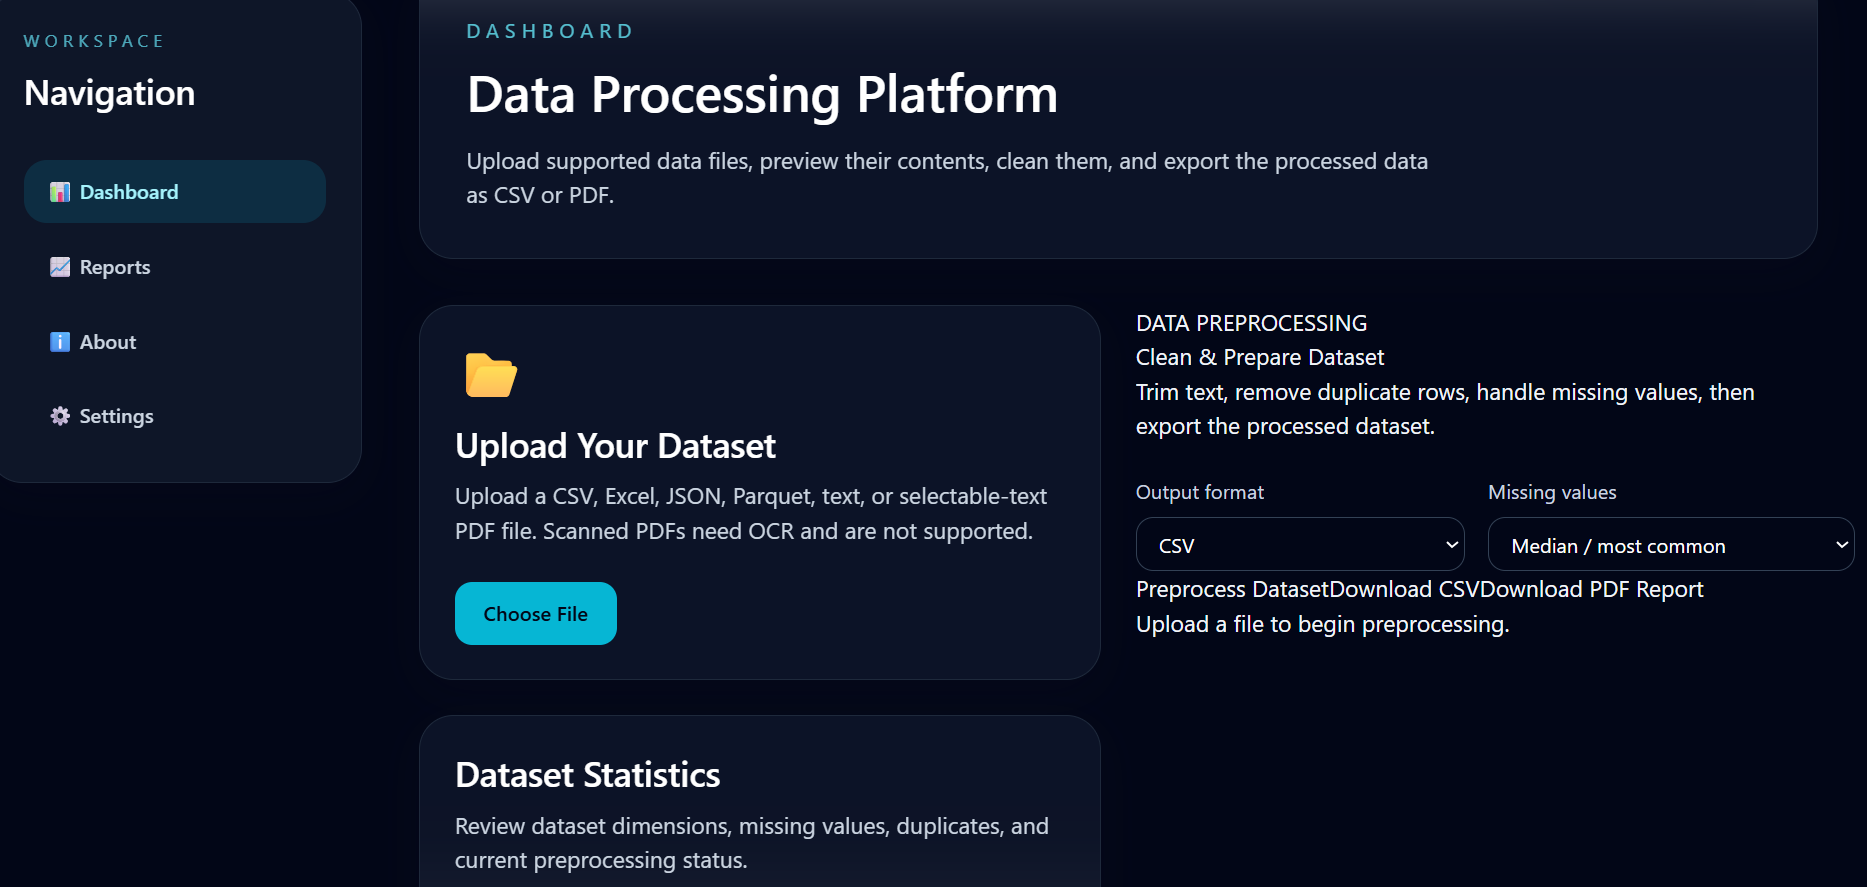 WORKSPACE
Navigation
Dashboard
Reports
About
Settings
DASHBOARD
Data Processing Platform
Upload supported data files, preview their contents, clean them, and export the processed data
as CSV or PDF.
Upload Your Dataset
Upload a CSV, Excel, JSON, Parquet, text, or selectable-text
PDF file. Scanned PDFs need OCR and are not supported.
Choose File
DATA PREPROCESSING
Clean & Prepare Dataset
Trim text, remove duplicate rows, handle missing values, then
export the processed dataset.
Output format
Missing values
CSV
Median / most common
Preprocess DatasetDownload CSVDownload PDF Report
Upload a file to begin preprocessing.
Dataset Statistics
Review dataset dimensions, missing values, duplicates, and
current preprocessing status.